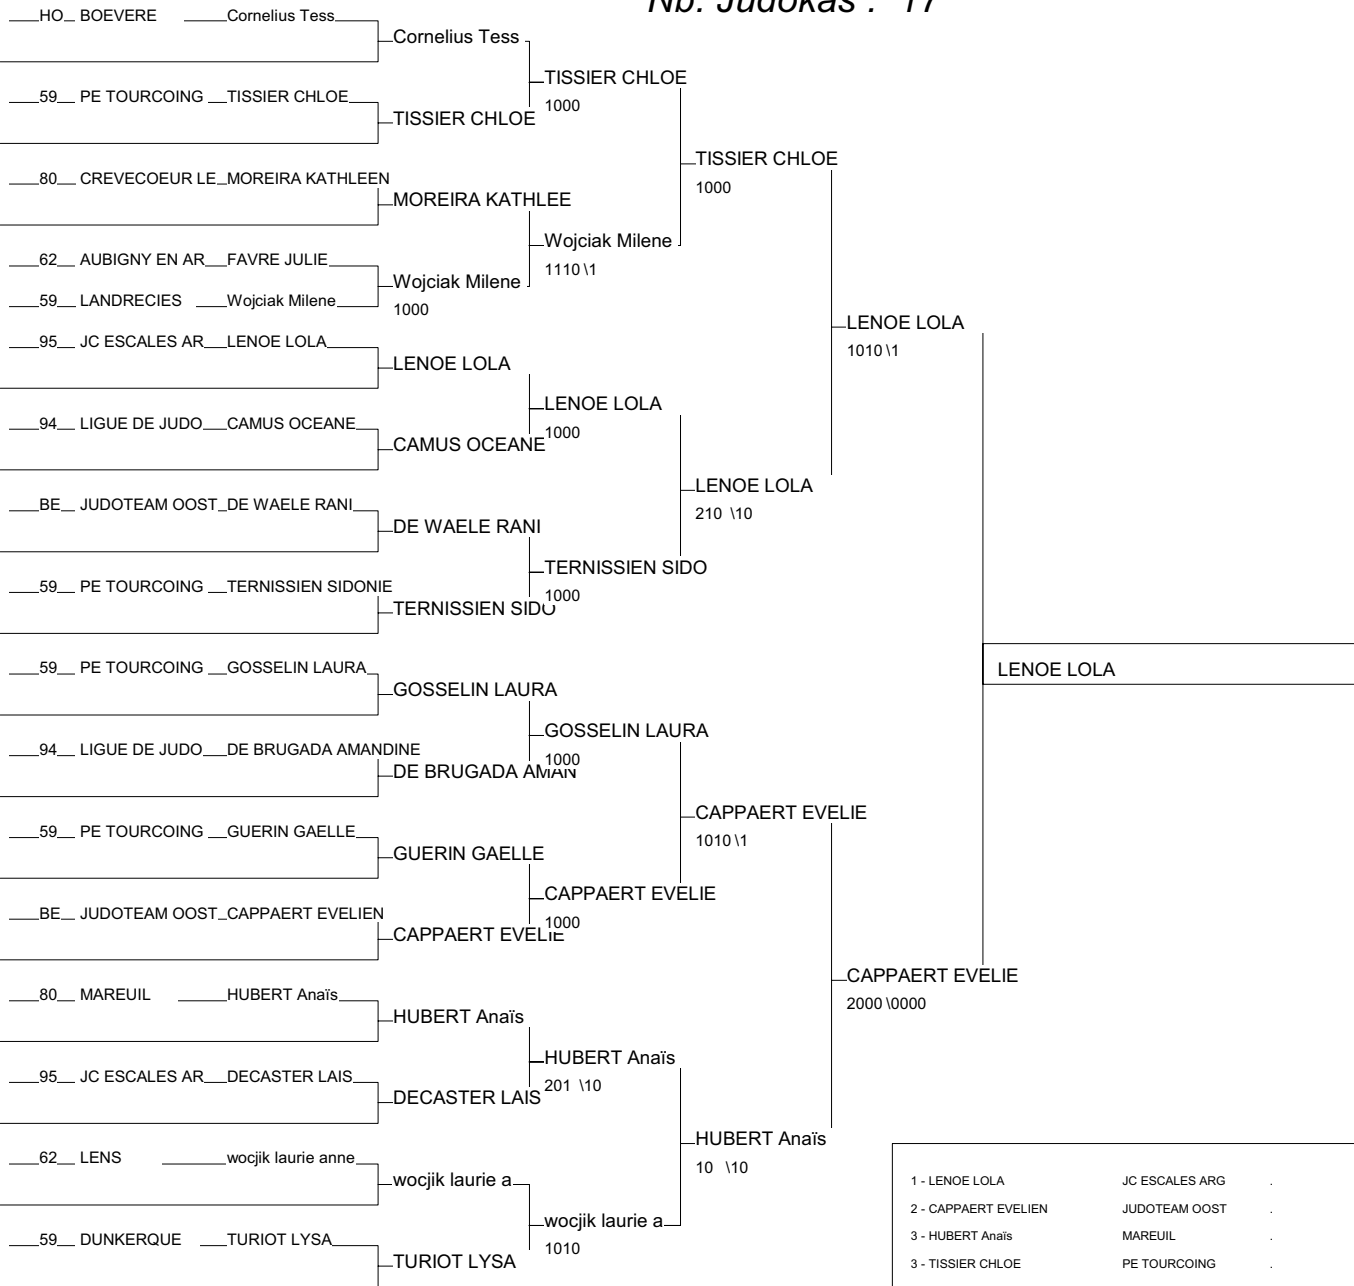 Nb. Judokas : 17
HO BOEVERE Cornelius Tess
Cornelius Tess
TISSIER CHLOE
59 PE TOURCOING TISSIER CHLOE
1000
TISSIER CHLOE
TISSIER CHLOE
80 CREVECOEUR LE MOREIRA KATHLEEN
1000
MOREIRA KATHLEE
Wojciak Milene
62 AUBIGNY EN AR FAVRE JULIE
1110 \1
Wojciak Milene
59 LANDRECIES Wojciak Milene
1000
LENOE LOLA
95 JC ESCALES AR LENOE LOLA
1010 \1
LENOE LOLA
LENOE LOLA
94 LIGUE DE JUDO CAMUS OCEANE
1000
CAMUS OCEANE
LENOE LOLA
BE JUDOTEAM OOST DE WAELE RANI
210 \10
DE WAELE RANI
TERNISSIEN SIDO
59 PE TOURCOING TERNISSIEN SIDONIE
1000
TERNISSIEN SIDO
59 PE TOURCOING GOSSELIN LAURA
LENOE LOLA
GOSSELIN LAURA
GOSSELIN LAURA
94 LIGUE DE JUDO DE BRUGADA AMANDINE
1000
DE BRUGADA AMAN
CAPPAERT EVELIE
59 PE TOURCOING GUERIN GAELLE
1010 \1
GUERIN GAELLE
CAPPAERT EVELIE
BE JUDOTEAM OOST CAPPAERT EVELIEN
1000
CAPPAERT EVELIE
CAPPAERT EVELIE
80 MAREUIL HUBERT Anaïs
2000 \0000
HUBERT Anaïs
HUBERT Anaïs
95 JC ESCALES AR DECASTER LAIS
201 \10
DECASTER LAIS
HUBERT Anaïs
62 LENS wocjik laurie anne
10 \10
wocjik laurie a
wocjik laurie a
59 DUNKERQUE TURIOT LYSA
1010
TURIOT LYSA
1 - LENOE LOLA JC ESCALES ARG .
2 - CAPPAERT EVELIEN JUDOTEAM OOST .
3 - HUBERT Anaïs MAREUIL .
3 - TISSIER CHLOE PE TOURCOING .